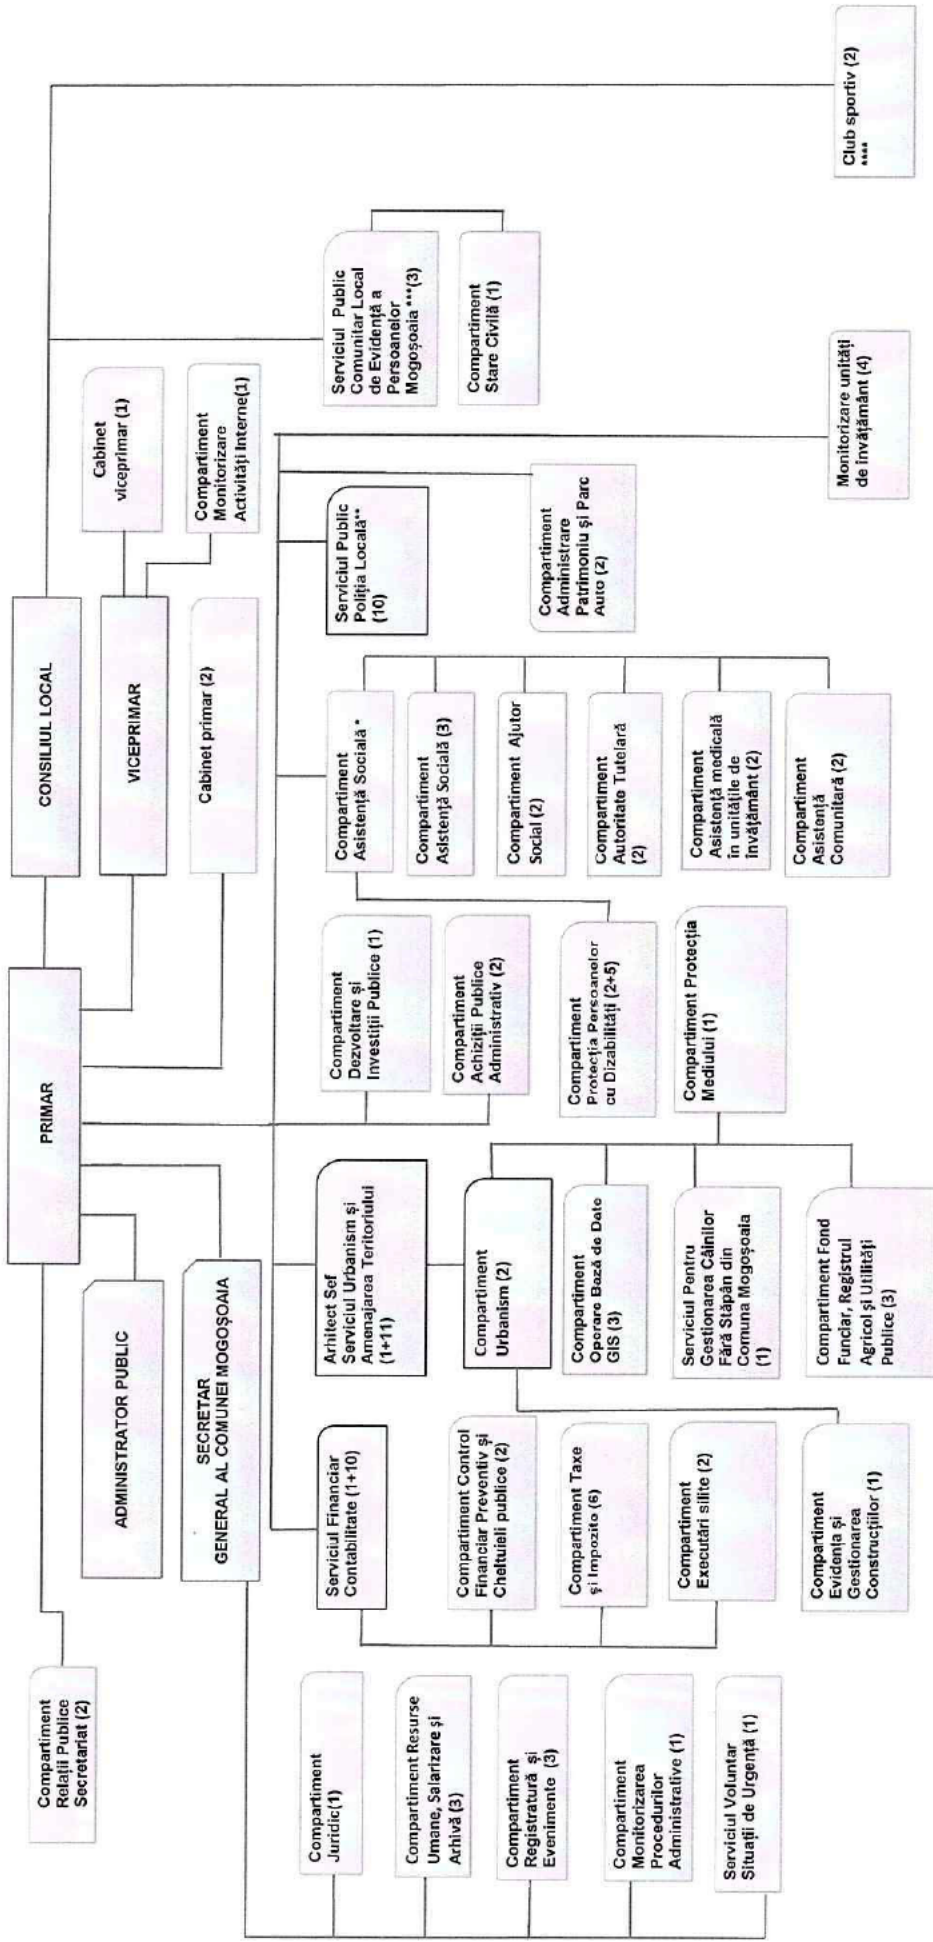 CONSILIUL LOCAL
PRIMAR
VICEPRIMAR
Cabinet
viceprimar (1)
Compartiment
Monitorizare
Activități Interne(1)
Cabinet primar (2)
ADMINISTRATOR PUBLIC
SECRETAR
GENERAL AL COMUNEI MOGOȘOAIA
Compartiment
Relații Publice
Secretariat (2)
Compartiment
Juridic(1)
Compartiment Resurse
Umane, Salarizare și
Arhivă (3)
Compartiment
Registratură și
Evenimente (3)
Compartiment
Monitorizarea
Procedurilor
Administrative (1)
Serviciul Voluntar
Situații de Urgență (1)
Serviciul Financiar
Contabilitate (1+10)
Compartiment Control
Financiar Preventiv și
Cheltuieli publice (2)
Compartiment Taxe
și Impozite (6)
Compartiment
Executări silite (2)
Arhitect Sef
Serviciul Urbanism și
Amenajarea Teritoriului
(1+11)
Compartiment
Urbanism (2)
Compartiment
Operare Bază de Date
GIS (3)
Serviciul Pentru
Gestionarea Câinilor
Fără Stăpân din
Comuna Mogoșoaia
(1)
Compartiment Fond
Funciar, Registrul
Agricol și Utilități
Publice (3)
Compartiment
Evidența și
Gestionarea
Construcțiilor (1)
Compartiment Protecția
Mediului (1)
Compartiment
Dezvoltare și
Investiții Publice (1)
Compartiment
Achiziții Publice
Administrativ (2)
Compartiment
Protecția Persoanelor
cu Dizabilități (2+5)
Compartiment
Asistență Socială *
Compartiment
Asistență Socială (3)
Compartiment Ajutor
Social (2)
Compartiment
Autoritate Tutelară
(2)
Compartiment
Asistență medicală
în unitățile de
învățământ (2)
Compartiment
Asistență
Comunitară (2)
Serviciul Public
Poliția Locală**
(10)
Compartiment
Administrare
Patrimoniu și Parc
Auto (2)
Serviciul Public
Comunitar Local
de Evidență a
Persoanelor
Mogoșoaia ***(3)
Compartiment
Stare Civilă (1)
Monitorizare unități
de învățământ (4)
Club sportiv (2)
****